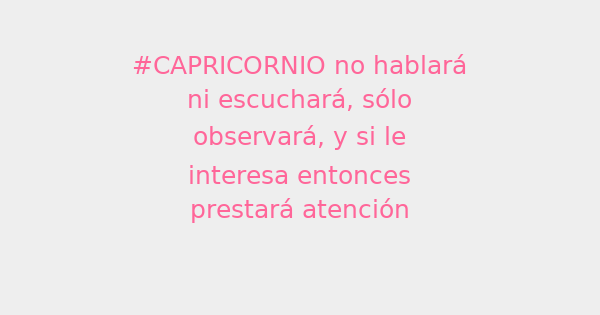 #CAPRICORNIO no hablará
ni escuchará, sólo
observará, y si le
interesa entonces
prestará atención